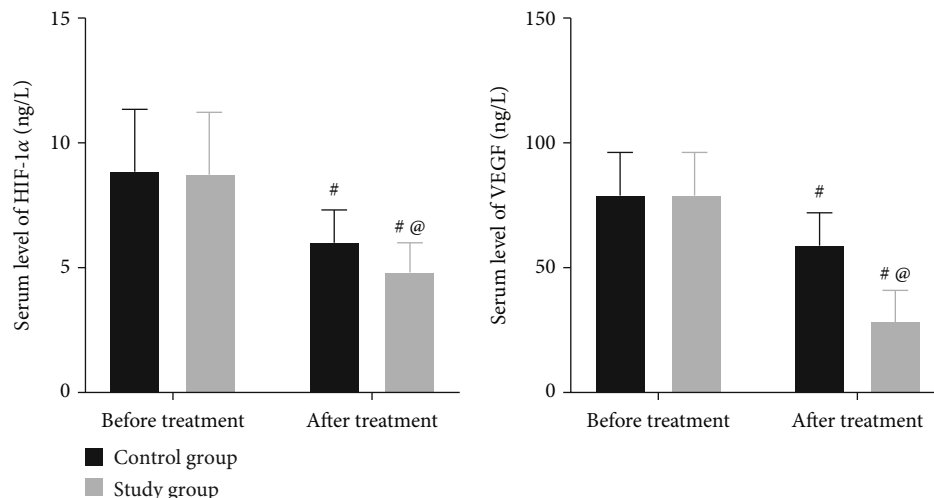 Serum level of HIF-1α (ng/L)
15
10
5
0
#
# @
Before treatment
After treatment
Serum level of VEGF (ng/L)
150
100
50
0
#
# @
Before treatment
After treatment
Control group
Study group